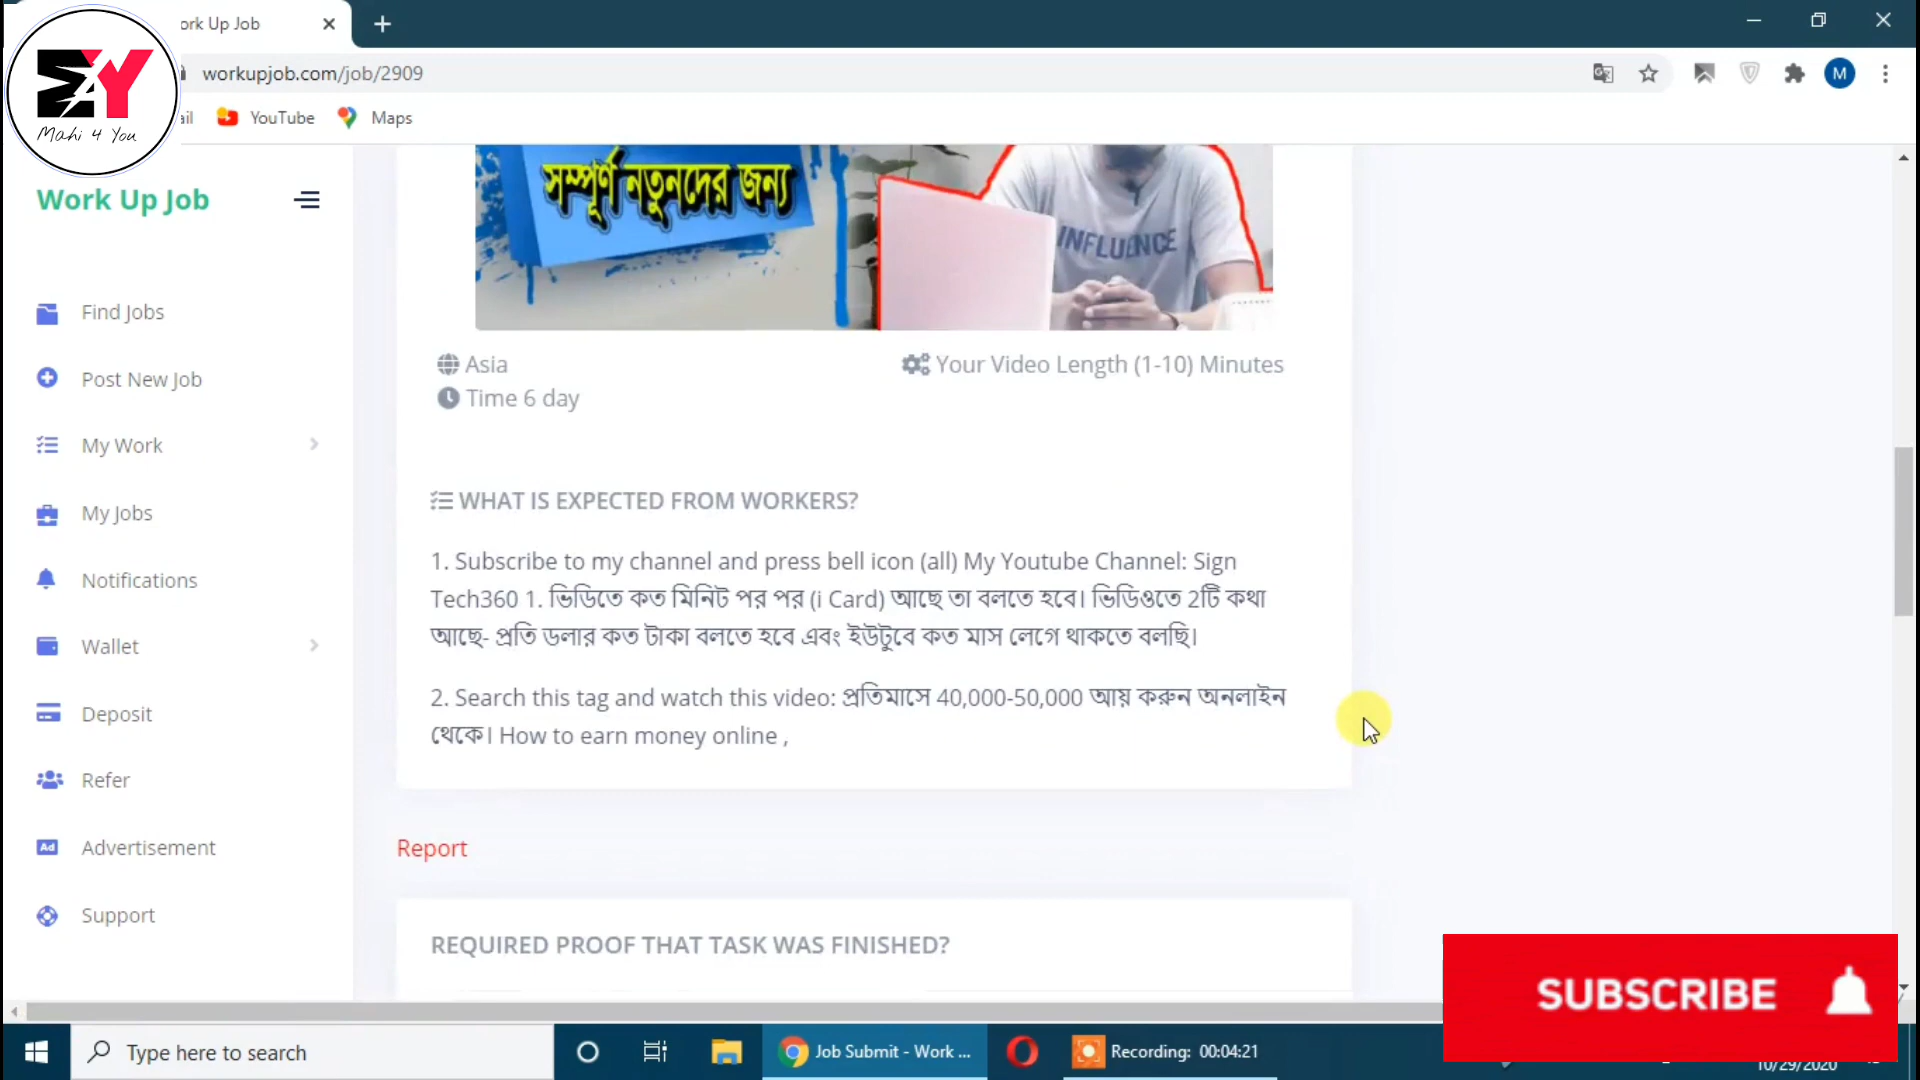 ork Up Job
workupjob.com/job/2909
M
ail
YouTube
Maps
Mahi 4 You
Work Up Job
Find Jobs
Post New Job
My Work
My Jobs
Notifications
Wallet
Deposit
Refer
Ad
Advertisement
Support
সম্পূর্ণ নতুনদের জন্য
INFLUENCE
Asia
Your Video Length (1-10) Minutes
Time 6 day
WHAT IS EXPECTED FROM WORKERS?
1. Subscribe to my channel and press bell icon (all) My Youtube Channel: Sign
Tech360 1. ভিডিতে কত মিনিট পর পর (i Card) আছে তা বলতে হবে। ভিডিওতে 2টি কথা
আছে- প্রতি ডলার কত টাকা বলতে হবে এবং ইউটুবে কত মাস লেগে থাকতে বলছি।
2. Search this tag and watch this video: প্রতিমাসে 40,000-50,000 আয় করুন অনলাইন
থেকে। How to earn money online ,
Report
REQUIRED PROOF THAT TASK WAS FINISHED?
SUBSCRIBE
Type here to search
Job Submit - Work ...
Recording: 00:04:21
10/29/2020